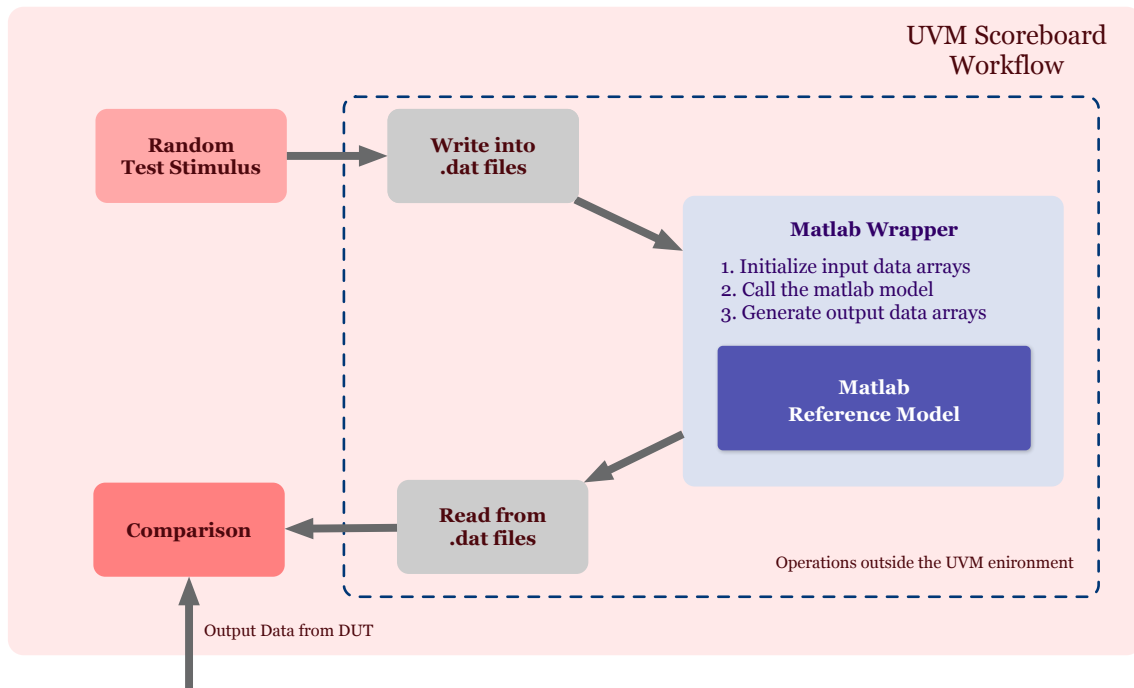 UVM Scoreboard
Workflow
Random
Test Stimulus
Write into
.dat files
Matlab Wrapper
1. Initialize input data arrays
2. Call the matlab model
3. Generate output data arrays
Matlab
Reference Model
Comparison
Read from
.dat files
Operations outside the UVM enironment
Output Data from DUT